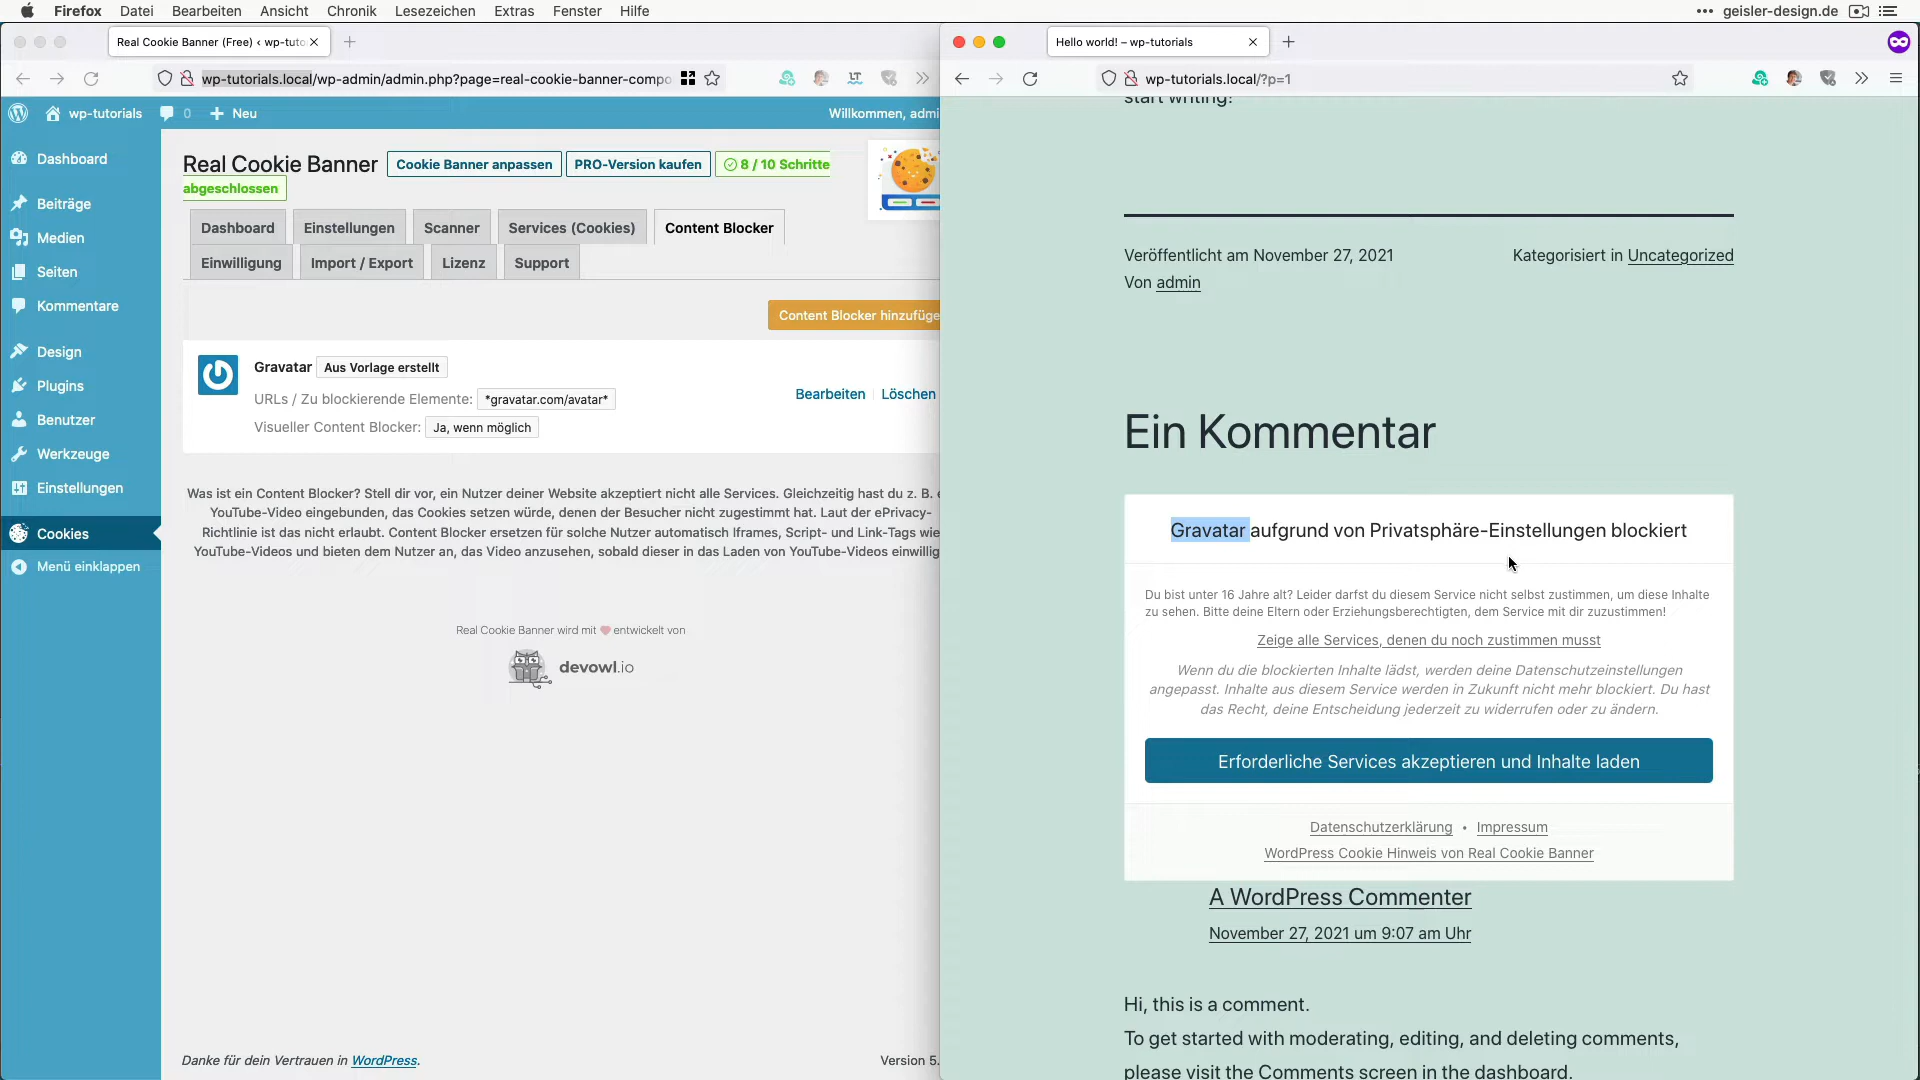 Firefox Datei Bearbeiten Ansicht Chronik Lesezeichen Extras Fenster Hilfe
geisler-design.de
Real Cookie Banner (Free) ‹ wp-tuto
wp-tutorials.local/wp-admin/admin.php?page=real-cookie-banner-compo
wp-tutorials 0 Neu
Willkommen, admi
Dashboard
Beiträge
Medien
Seiten
Kommentare
Design
Plugins
Benutzer
Werkzeuge
Einstellungen
Cookies
Menü einklappen
Real Cookie Banner Cookie Banner anpassen PRO-Version kaufen 8 / 10 Schritte
abgeschlossen
Dashboard Einstellungen Scanner Services (Cookies) Content Blocker
Einwilligung Import / Export Lizenz Support
Content Blocker hinzufüge
Gravatar Aus Vorlage erstellt
URLs / Zu blockierende Elemente: *gravatar.com/avatar*
Visueller Content Blocker: Ja, wenn möglich
Bearbeiten Löschen
Was ist ein Content Blocker? Stell dir vor, ein Nutzer deiner Website akzeptiert nicht alle Services. Gleichzeitig hast du z. B. e
YouTube-Video eingebunden, das Cookies setzen würde, denen der Besucher nicht zugestimmt hat. Laut der ePrivacy-
Richtlinie ist das nicht erlaubt. Content Blocker ersetzen für solche Nutzer automatisch Iframes, Script- und Link-Tags wie
YouTube-Videos und bieten dem Nutzer an, das Video anzusehen, sobald dieser in das Laden von YouTube-Videos einwillig
Real Cookie Banner wird mit ❤ entwickelt von
devowl.io
Danke für dein Vertrauen in WordPress.
Version 5.
Hello world! – wp-tutorials
wp-tutorials.local/?p=1
start writing!
Veröffentlicht am November 27, 2021
Kategorisiert in Uncategorized
Von admin
Ein Kommentar
Gravatar aufgrund von Privatsphäre-Einstellungen blockiert
Du bist unter 16 Jahre alt? Leider darfst du diesem Service nicht selbst zustimmen, um diese Inhalte
zu sehen. Bitte deine Eltern oder Erziehungsberechtigten, dem Service mit dir zuzustimmen!
Zeige alle Services, denen du noch zustimmen musst
Wenn du die blockierten Inhalte lädst, werden deine Datenschutzeinstellungen
angepasst. Inhalte aus diesem Service werden in Zukunft nicht mehr blockiert. Du hast
das Recht, deine Entscheidung jederzeit zu widerrufen oder zu ändern.
Erforderliche Services akzeptieren und Inhalte laden
Datenschutzerklärung • Impressum
WordPress Cookie Hinweis von Real Cookie Banner
A WordPress Commenter
November 27, 2021 um 9:07 am Uhr
Hi, this is a comment.
To get started with moderating, editing, and deleting comments,
please visit the Comments screen in the dashboard.